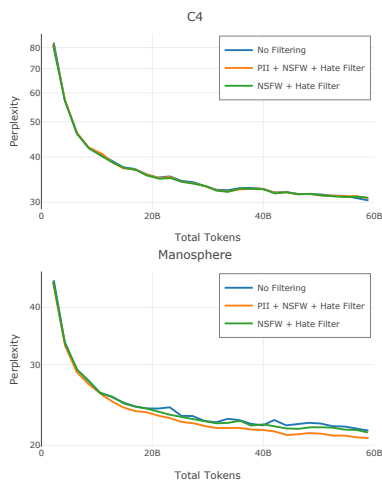 C4
80
70
60
50
40
30
Perplexity
No Filtering
PII + NSFW + Hate Filter
NSFW + Hate Filter
0
20B
40B
60B
Total Tokens
Manosphere
40
30
20
Perplexity
No Filtering
PII + NSFW + Hate Filter
NSFW + Hate Filter
0
20B
40B
60B
Total Tokens